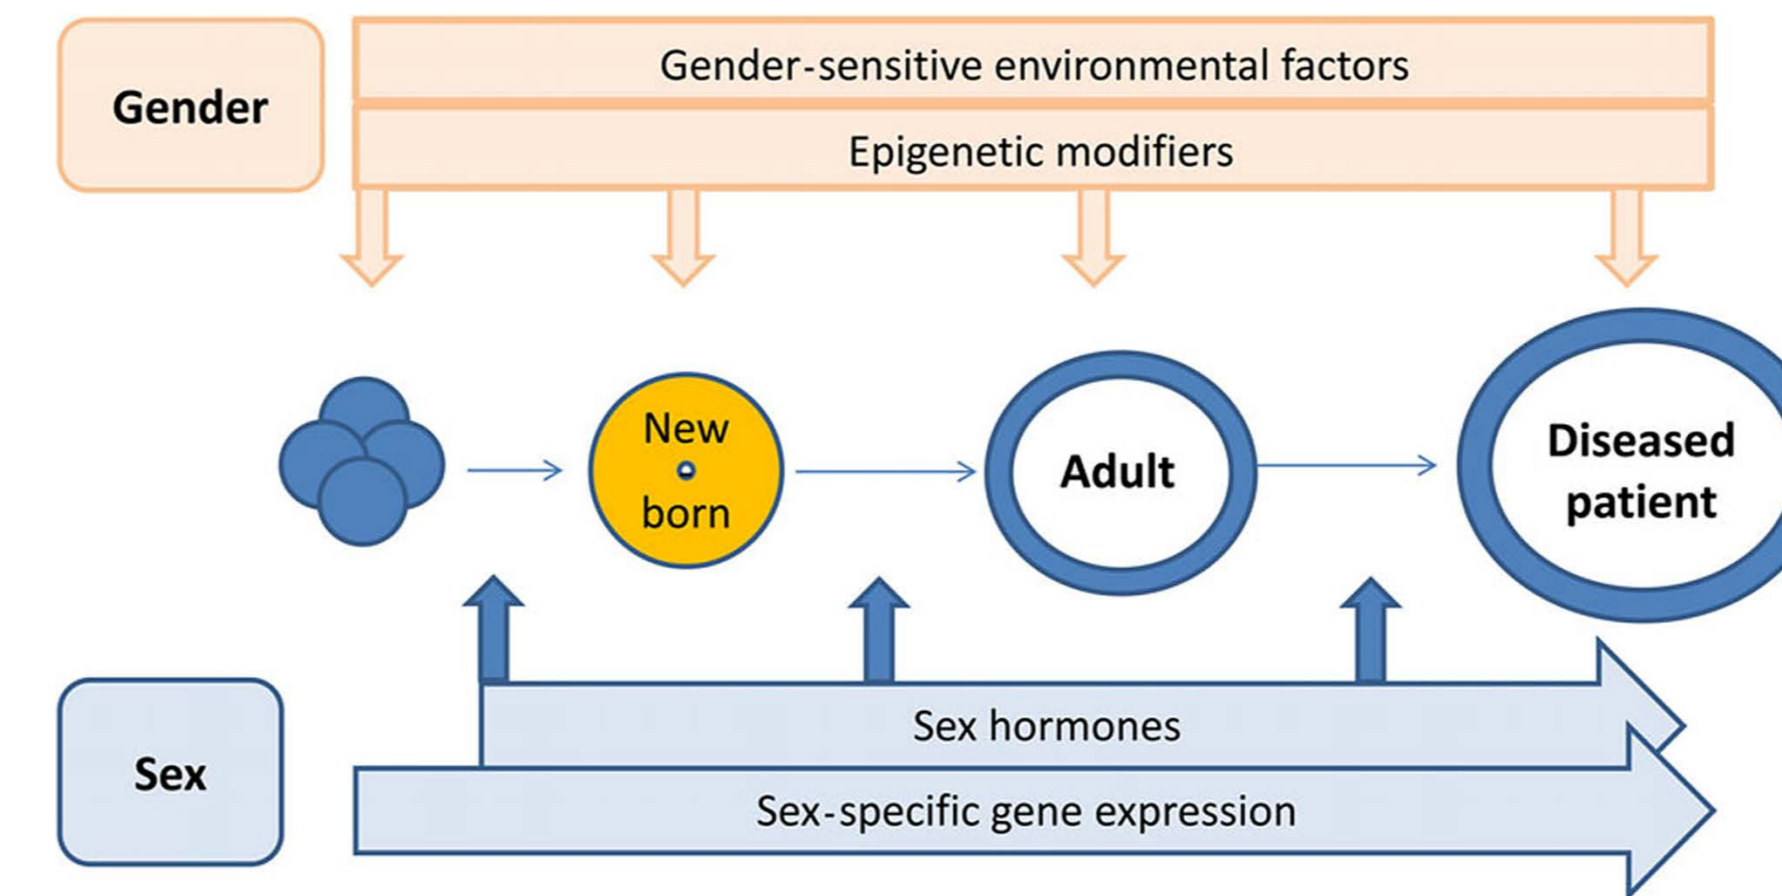 Gender
Gender-sensitive environmental factors
Epigenetic modifiers
New
born
Adult
Diseased
patient
Sex
Sex hormones
Sex-specific gene expression